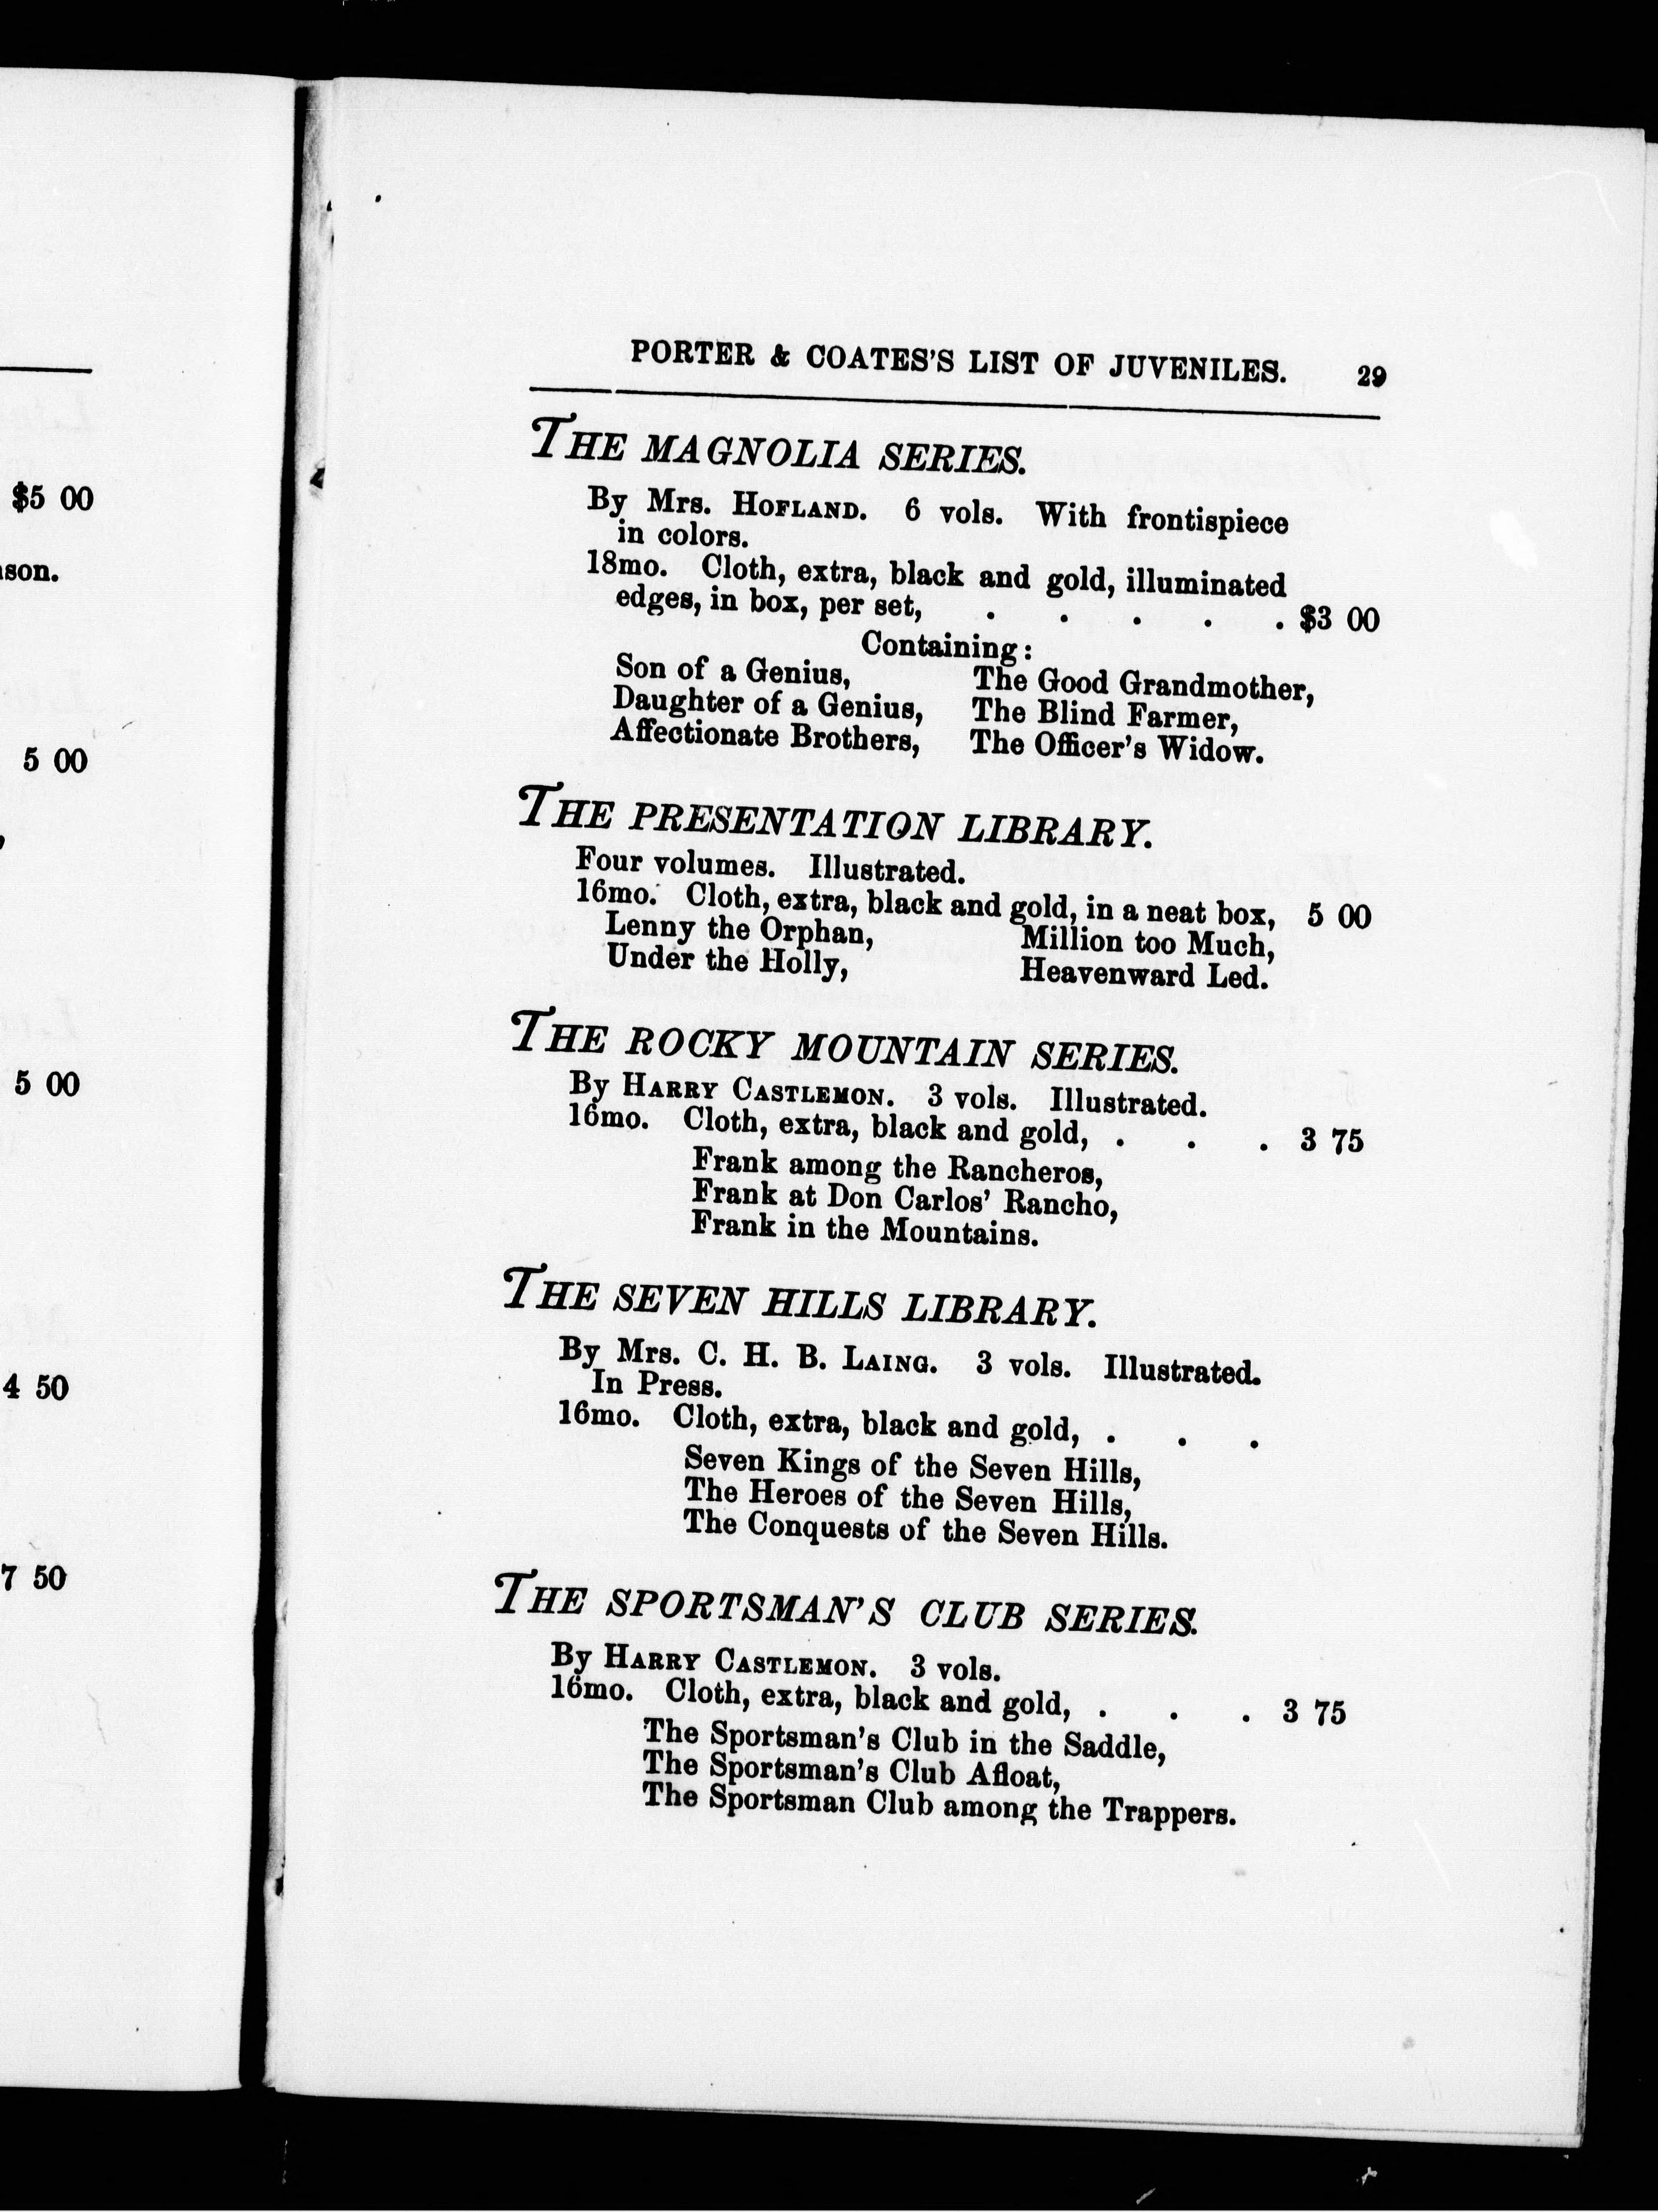 $5 00
son.
5 00
5 00
4 50
7 50
PORTER & COATES'S LIST OF JUVENILES. 29
THE MAGNOLIA SERIES.
By Mrs. HOFLAND. 6 vols. With frontispiece
in colors.
18mo. Cloth, extra, black and gold, illuminated
edges, in box, per set, . . . . . $3 00
Containing:
Son of a Genius, The Good Grandmother,
Daughter of a Genius, The Blind Farmer,
Affectionate Brothers, The Officer's Widow.
THE PRESENTATION LIBRARY.
Four volumes. Illustrated.
16mo. Cloth, extra, black and gold, in a neat box, 5 00
Lenny the Orphan, Million too Much,
Under the Holly, Heavenward Led.
THE ROCKY MOUNTAIN SERIES.
By HARRY CASTLEMON. 3 vols. Illustrated.
16mo. Cloth, extra, black and gold, . . . 3 75
Frank among the Rancheros,
Frank at Don Carlos' Rancho,
Frank in the Mountains.
THE SEVEN HILLS LIBRARY.
By Mrs. C. H. B. LAING. 3 vols. Illustrated.
In Press.
16mo. Cloth, extra, black and gold, . . .
Seven Kings of the Seven Hills,
The Heroes of the Seven Hills,
The Conquests of the Seven Hills.
THE SPORTSMAN'S CLUB SERIES.
By HARRY CASTLEMON. 3 vols.
16mo. Cloth, extra, black and gold, . . . 3 75
The Sportsman's Club in the Saddle,
The Sportsman's Club Afloat,
The Sportsman Club among the Trappers.